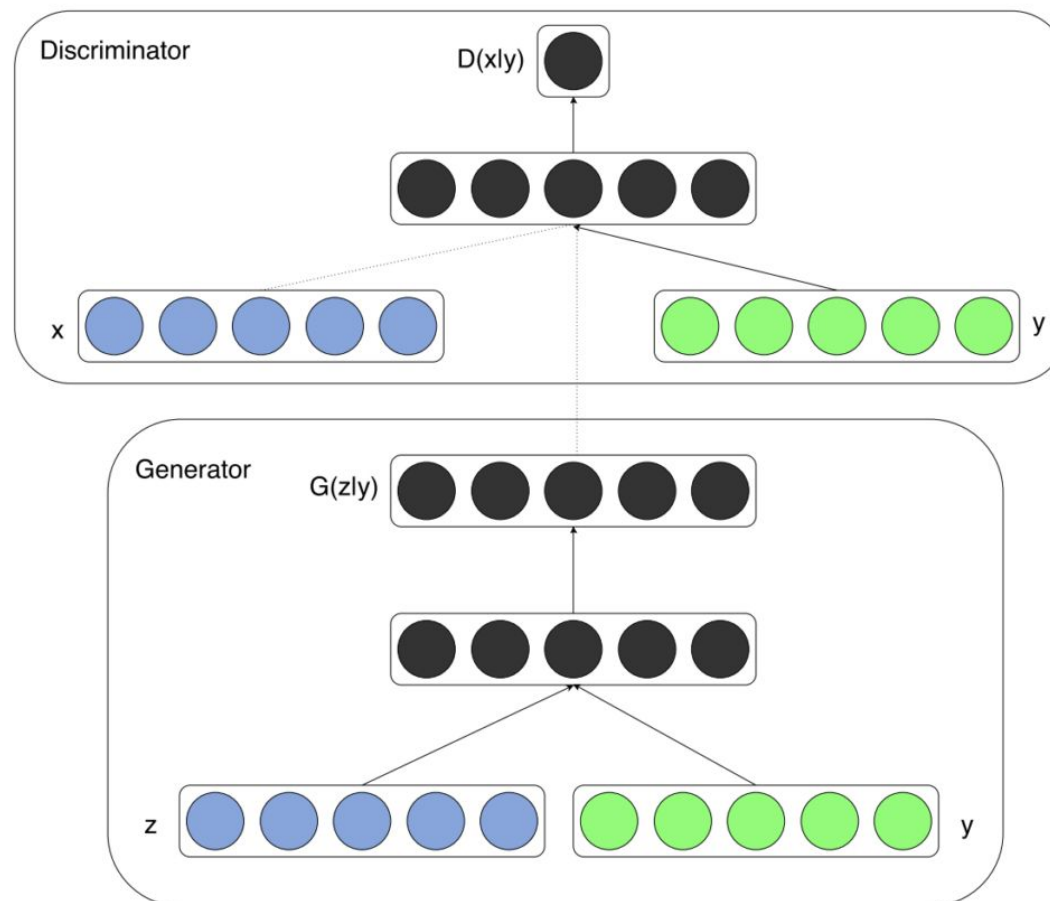 Discriminator
D(x|y)
x
y
Generator
G(z|y)
z
y